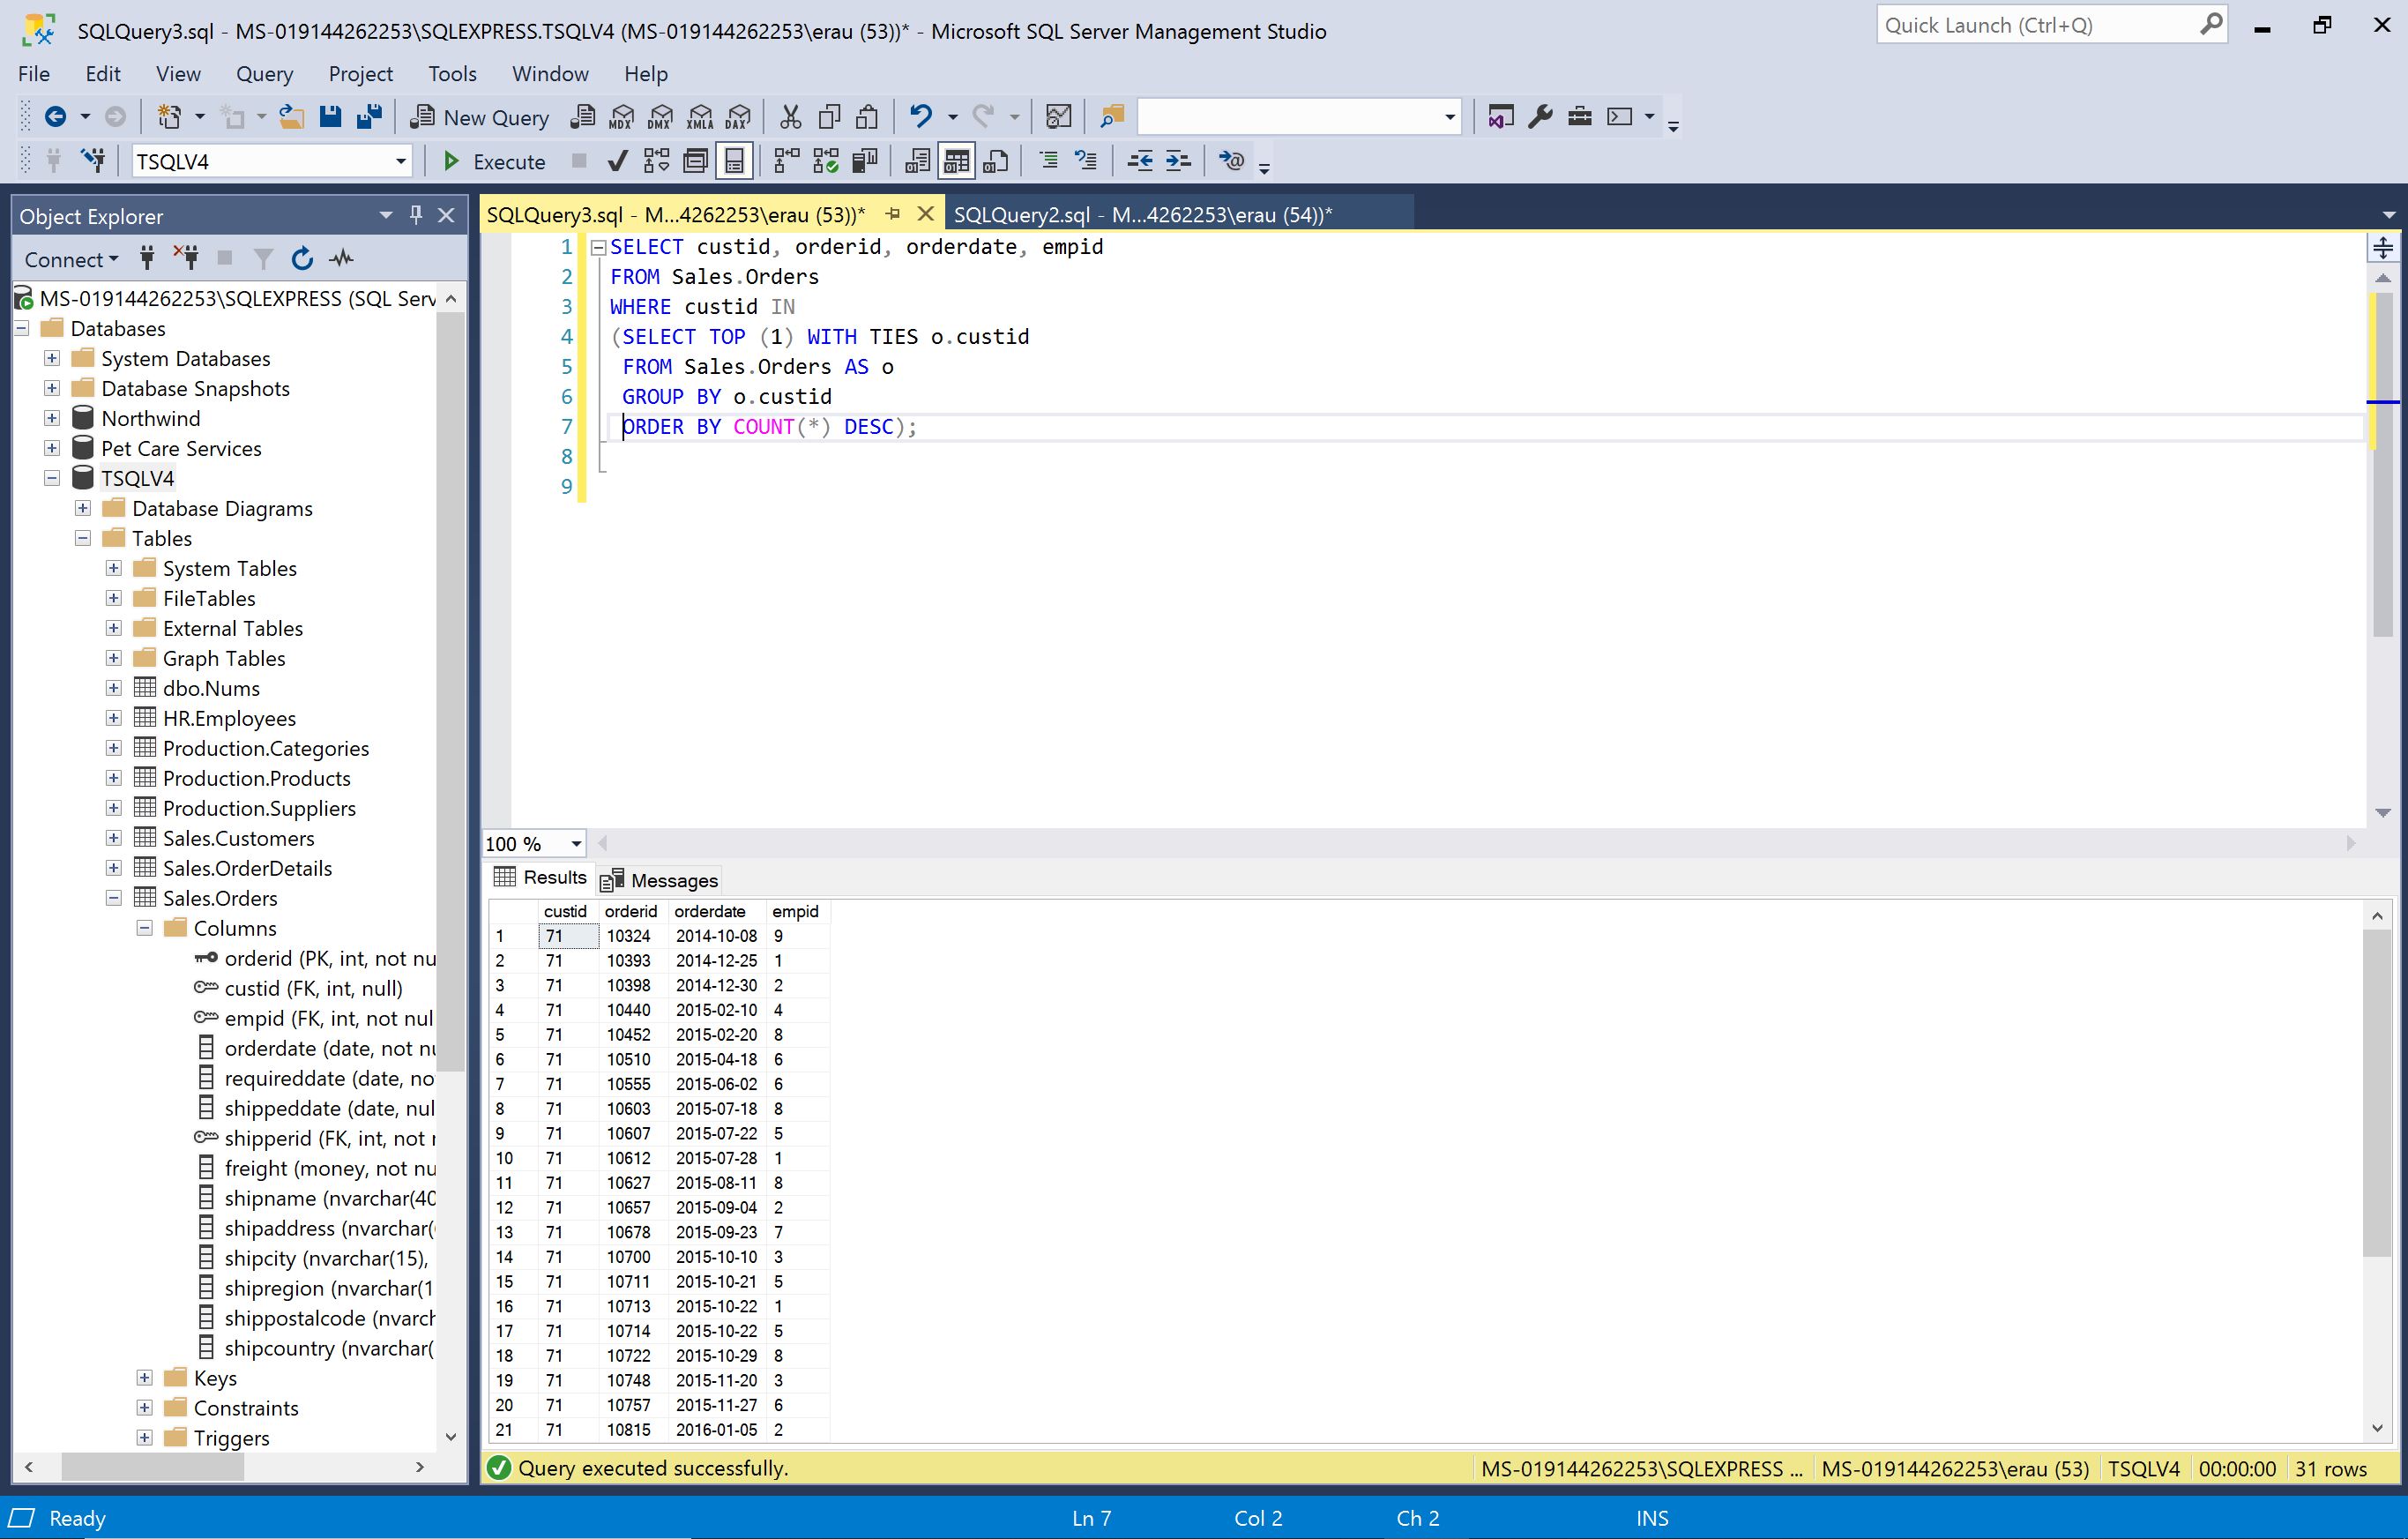 SQLQuery3.sql - MS-019144262253\SQLEXPRESS.TSQLV4 (MS-019144262253\erau (53))* - Microsoft SQL Server Management Studio
Quick Launch (Ctrl+Q)
File Edit View Query Project Tools Window Help
New Query MDX DMX XMLA DAX
TSQLV4 Execute
Object Explorer
Connect
MS-019144262253\SQLEXPRESS (SQL Serv
Databases
System Databases
Database Snapshots
Northwind
Pet Care Services
TSQLV4
Database Diagrams
Tables
System Tables
FileTables
External Tables
Graph Tables
dbo.Nums
HR.Employees
Production.Categories
Production.Products
Production.Suppliers
Sales.Customers
Sales.OrderDetails
Sales.Orders
Columns
orderid (PK, int, not nu
custid (FK, int, null)
empid (FK, int, not nul
orderdate (date, not nu
requireddate (date, no
shippeddate (date, nul
shipperid (FK, int, not n
freight (money, not nu
shipname (nvarchar(40
shipaddress (nvarchar(
shipcity (nvarchar(15),
shipregion (nvarchar(1
shippostalcode (nvarch
shipcountry (nvarchar(
Keys
Constraints
Triggers
SQLQuery3.sql - M...4262253\erau (53))* SQLQuery2.sql - M...4262253\erau (54))*
1 SELECT custid, orderid, orderdate, empid
2 FROM Sales.Orders
3 WHERE custid IN
4 (SELECT TOP (1) WITH TIES o.custid
5 FROM Sales.Orders AS o
6 GROUP BY o.custid
7 ORDER BY COUNT(*) DESC);
8
9
100 %
Results Messages
custid orderid orderdate empid
1 71 10324 2014-10-08 9
2 71 10393 2014-12-25 1
3 71 10398 2014-12-30 2
4 71 10440 2015-02-10 4
5 71 10452 2015-02-20 8
6 71 10510 2015-04-18 6
7 71 10555 2015-06-02 6
8 71 10603 2015-07-18 8
9 71 10607 2015-07-22 5
10 71 10612 2015-07-28 1
11 71 10627 2015-08-11 8
12 71 10657 2015-09-04 2
13 71 10678 2015-09-23 7
14 71 10700 2015-10-10 3
15 71 10711 2015-10-21 5
16 71 10713 2015-10-22 1
17 71 10714 2015-10-22 5
18 71 10722 2015-10-29 8
19 71 10748 2015-11-20 3
20 71 10757 2015-11-27 6
21 71 10815 2016-01-05 2
Query executed successfully. MS-019144262253\SQLEXPRESS ... MS-019144262253\erau (53) TSQLV4 00:00:00 31 rows
Ready Ln 7 Col 2 Ch 2 INS